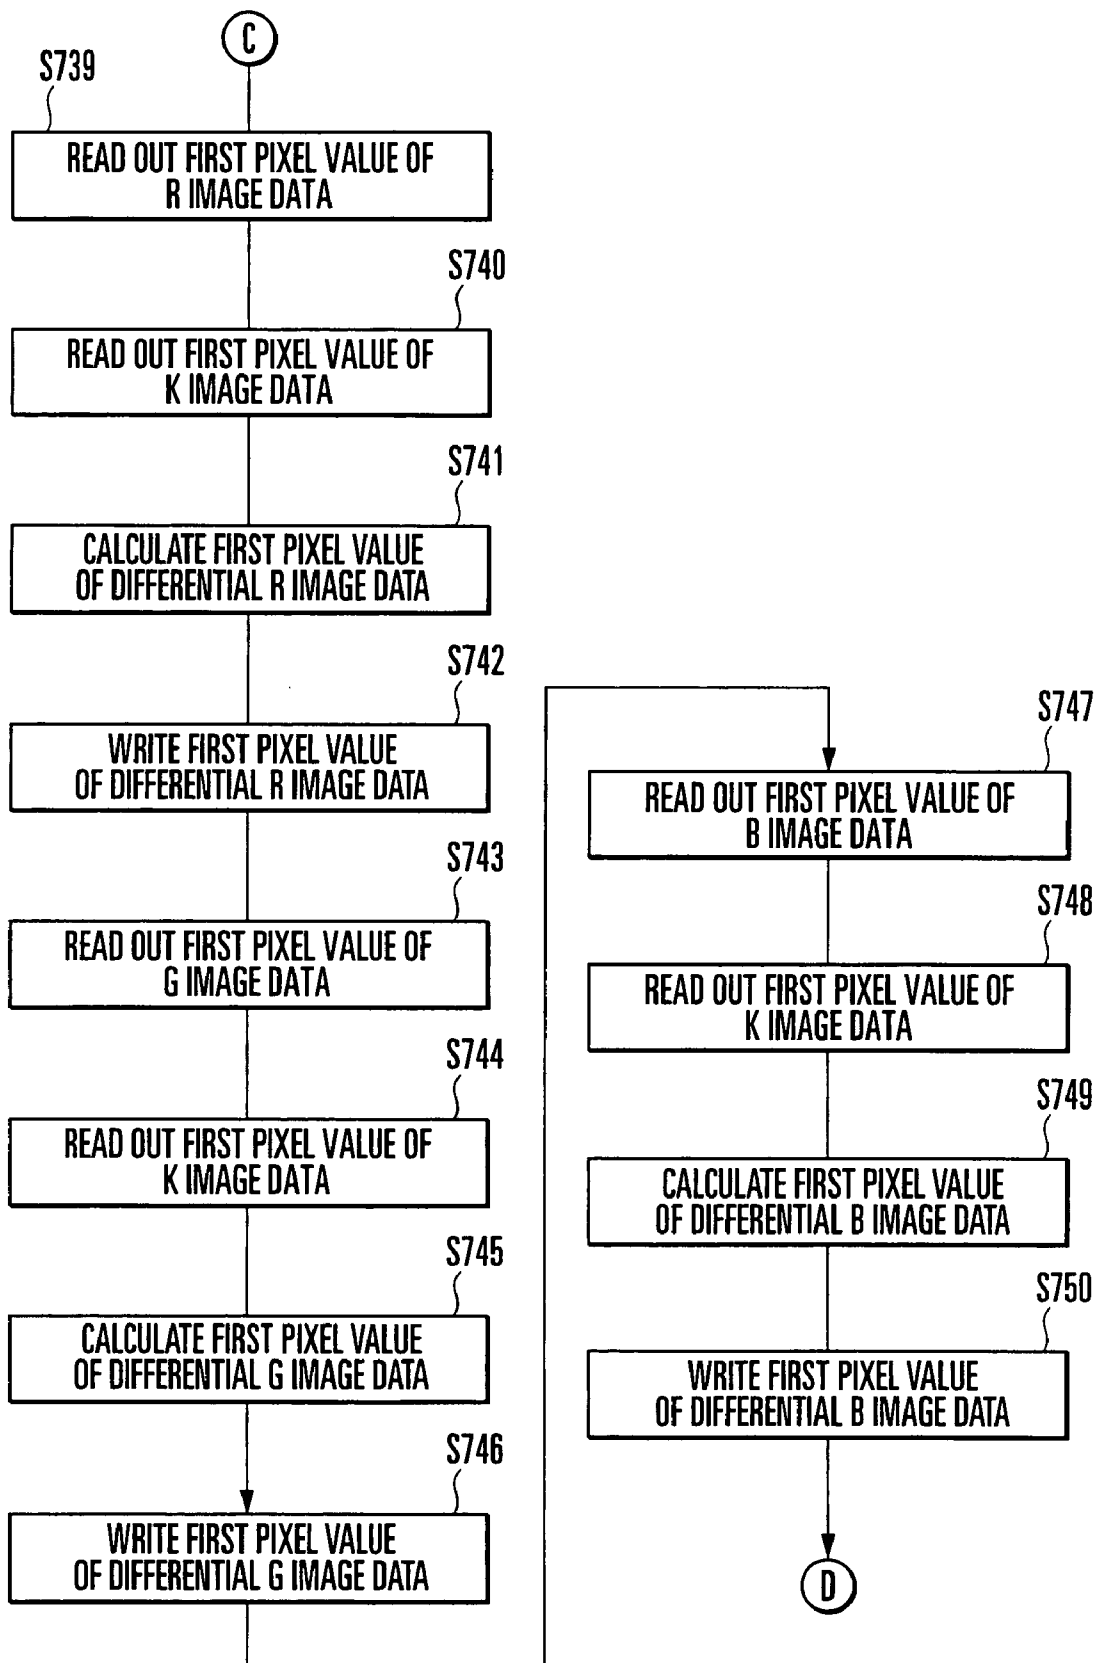 C
S739
READ OUT FIRST PIXEL VALUE OF
R IMAGE DATA
S740
READ OUT FIRST PIXEL VALUE OF
K IMAGE DATA
S741
CALCULATE FIRST PIXEL VALUE
OF DIFFERENTIAL R IMAGE DATA
S742
WRITE FIRST PIXEL VALUE
OF DIFFERENTIAL R IMAGE DATA
S743
READ OUT FIRST PIXEL VALUE OF
G IMAGE DATA
S744
READ OUT FIRST PIXEL VALUE OF
K IMAGE DATA
S745
CALCULATE FIRST PIXEL VALUE
OF DIFFERENTIAL G IMAGE DATA
S746
WRITE FIRST PIXEL VALUE
OF DIFFERENTIAL G IMAGE DATA
S747
READ OUT FIRST PIXEL VALUE OF
B IMAGE DATA
S748
READ OUT FIRST PIXEL VALUE OF
K IMAGE DATA
S749
CALCULATE FIRST PIXEL VALUE
OF DIFFERENTIAL B IMAGE DATA
S750
WRITE FIRST PIXEL VALUE
OF DIFFERENTIAL B IMAGE DATA
D